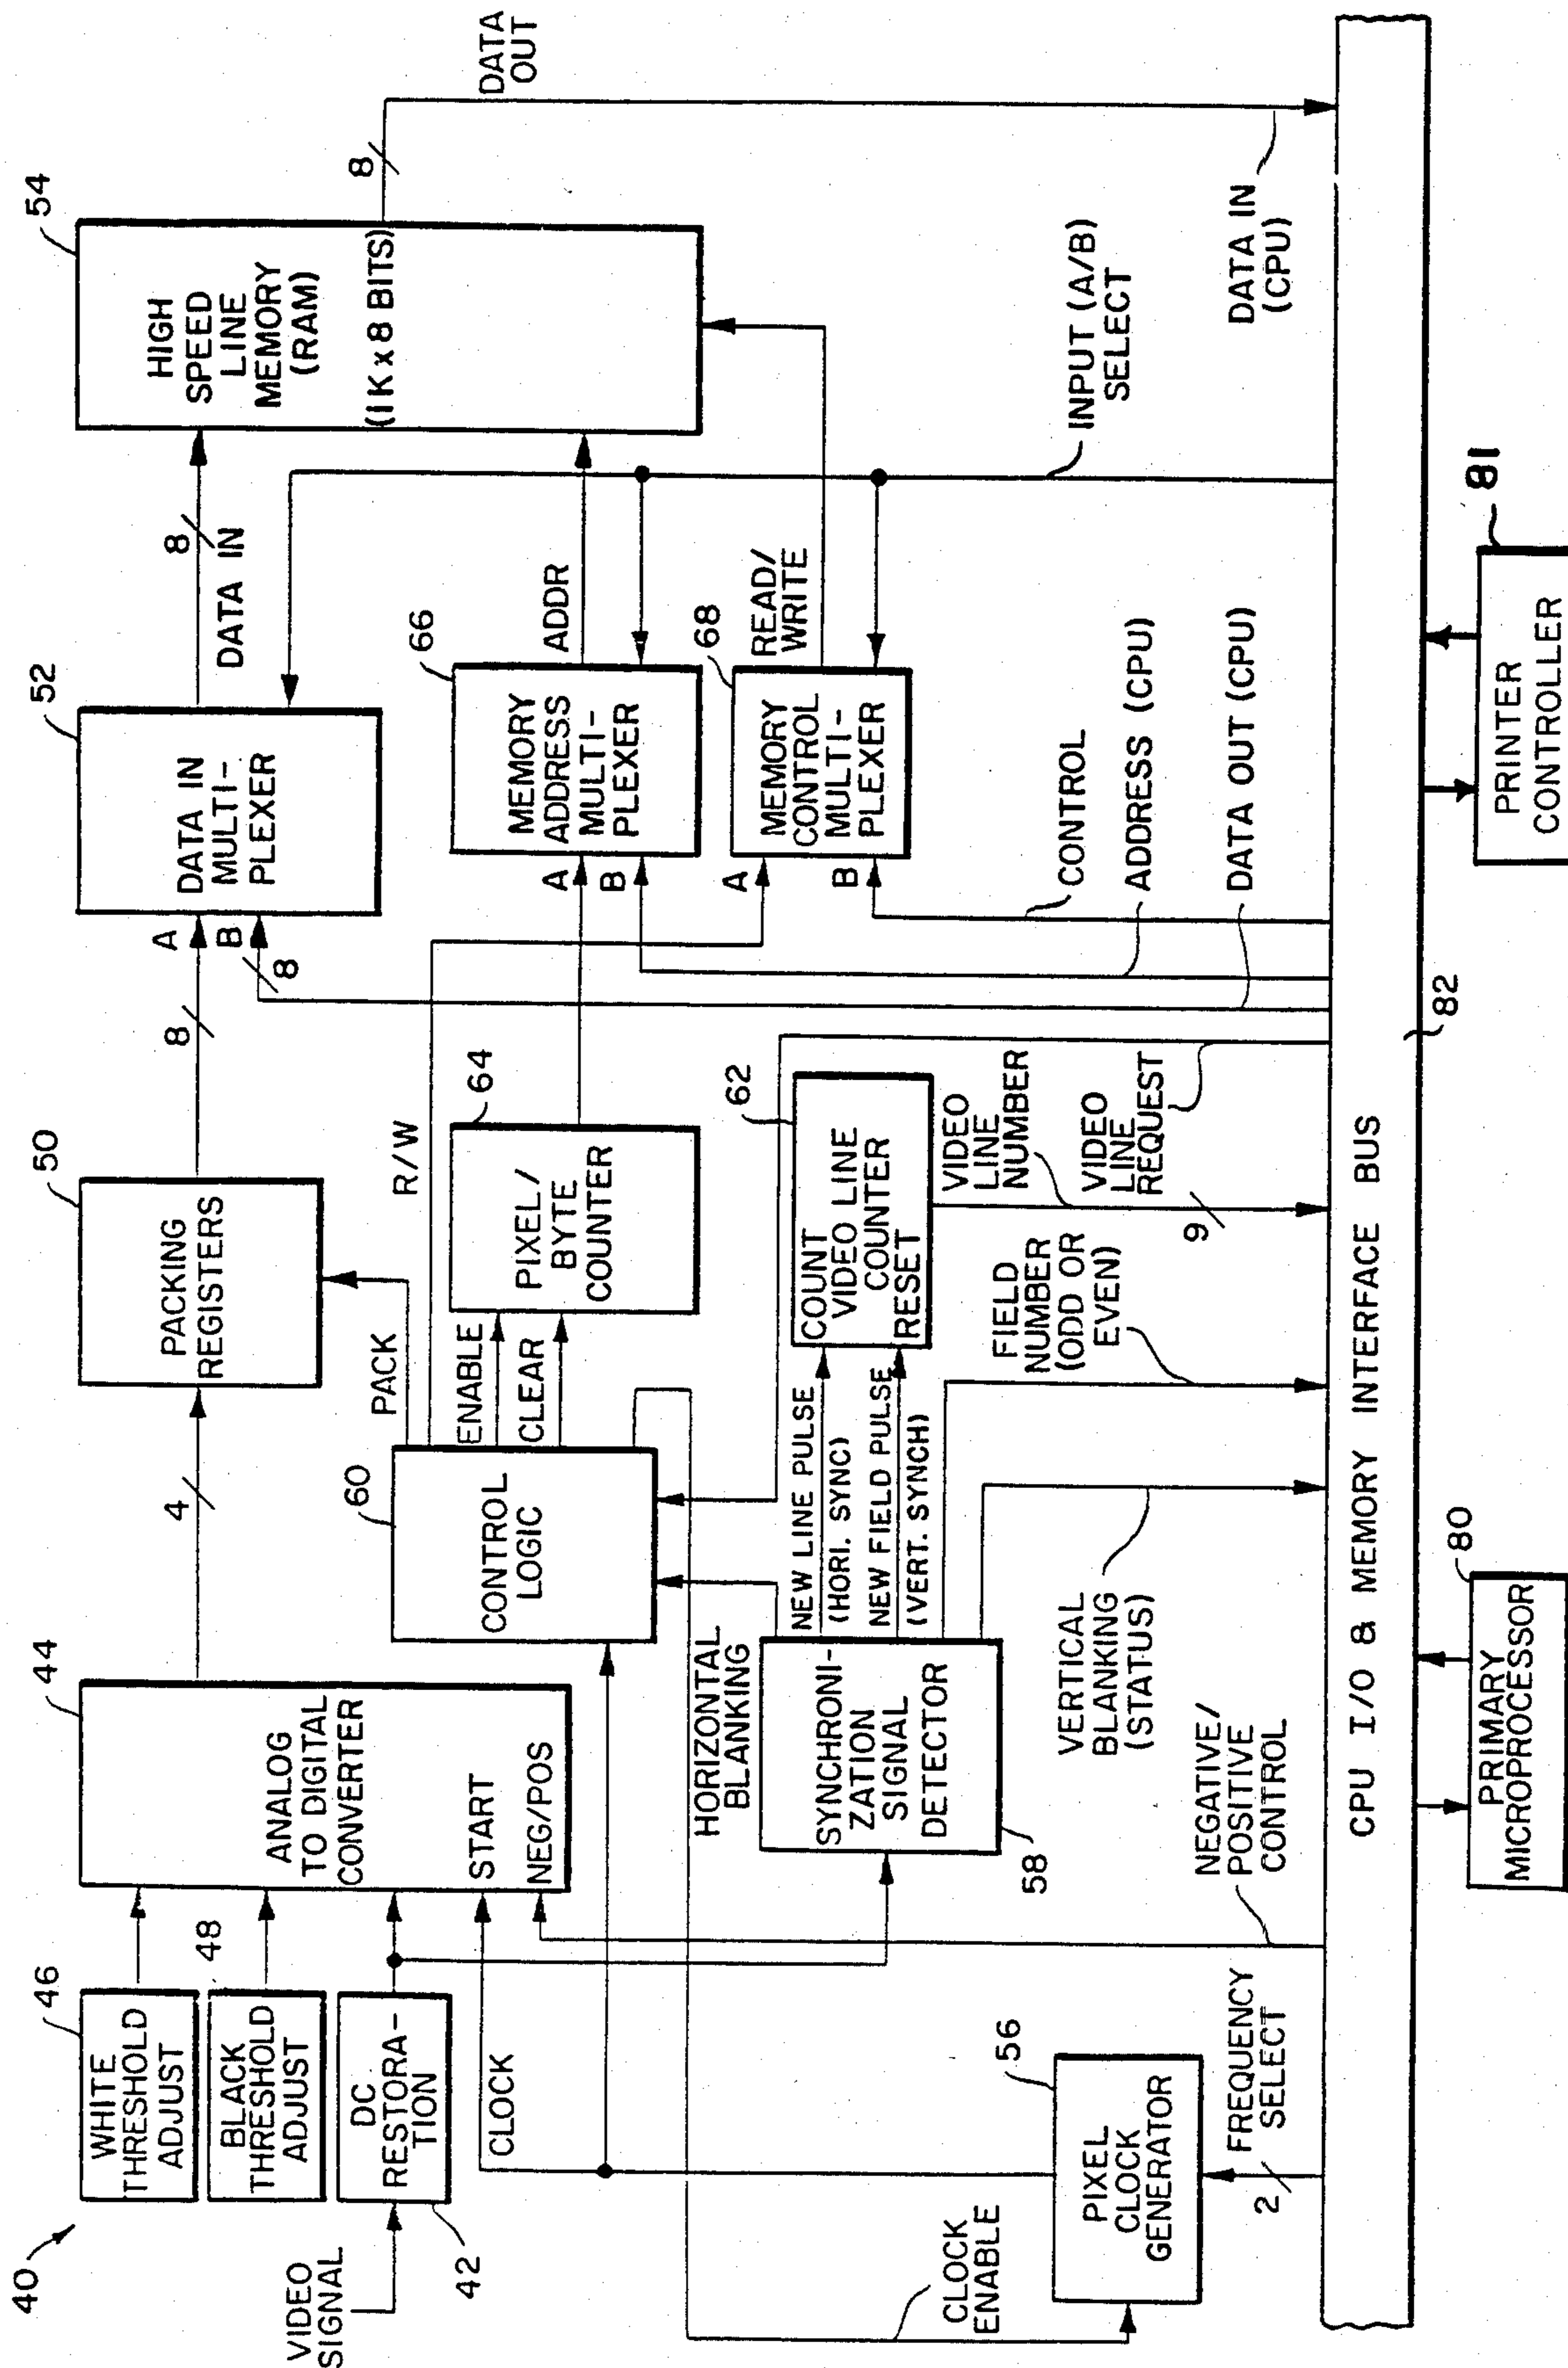 40
VIDEO
SIGNAL
42
46
WHITE
THRESHOLD
ADJUST
48
BLACK
THRESHOLD
ADJUST
DC
RESTORA-
TION
CLOCK
44
ANALOG
TO DIGITAL
CONVERTER
START
NEG/POS
4
50
PACKING
REGISTERS
PACK
8
A
B
8
52
DATA IN
MULTI-
PLEXER
8
DATA IN
54
HIGH
SPEED
LINE
MEMORY
(RAM)
(1K x 8 BITS)
8
DATA
OUT
60
CONTROL
LOGIC
R/W
ENABLE
CLEAR
64
PIXEL/
BYTE
COUNTER
A
B
66
MEMORY
ADDRESS
MULTI-
PLEXER
ADDR
A
B
68
MEMORY
CONTROL
MULTI-
PLEXER
READ/
WRITE
HORIZONTAL
BLANKING
58
SYNCHRONI-
ZATION
SIGNAL
DETECTOR
NEW LINE PULSE
(HORI. SYNC)
NEW FIELD PULSE
(VERT. SYNCH)
62
COUNT
VIDEO LINE
COUNTER
RESET
CLOCK
ENABLE
56
PIXEL
CLOCK
GENERATOR
2
FREQUENCY
SELECT
NEGATIVE/
POSITIVE
CONTROL
VERTICAL
BLANKING
(STATUS)
FIELD
NUMBER
(ODD OR
EVEN)
VIDEO
LINE
NUMBER
9
VIDEO
LINE
REQUEST
CONTROL
ADDRESS (CPU)
DATA OUT (CPU)
INPUT (A/B)
SELECT
DATA IN
(CPU)
CPU I/O & MEMORY INTERFACE BUS
82
80
PRIMARY
MICROPROCESSOR
81
PRINTER
CONTROLLER